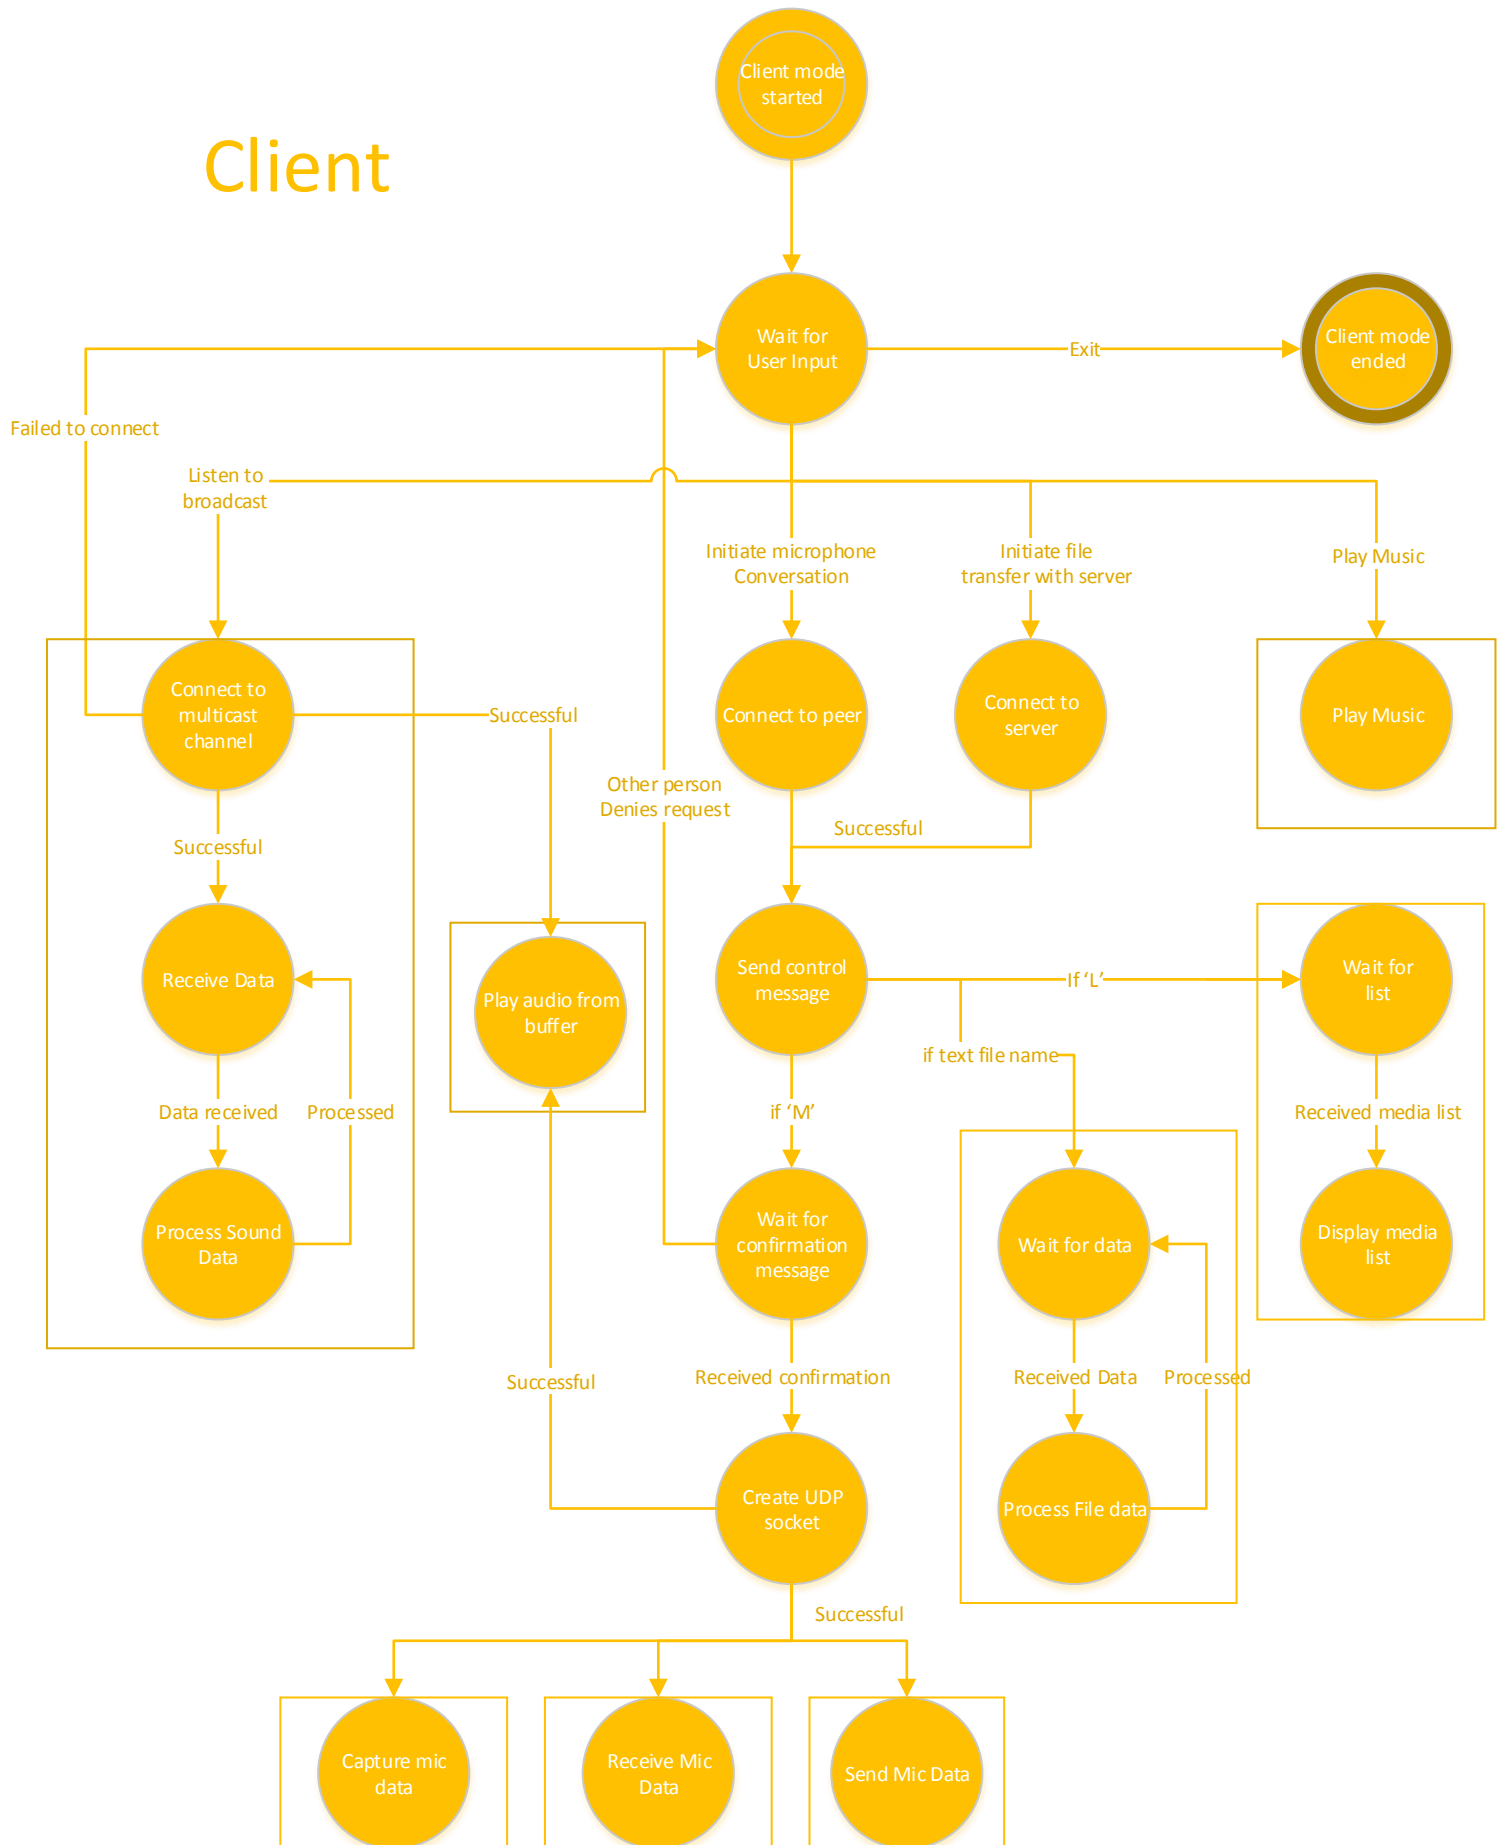 Client mode
started
Client
Wait for
User Input
Exit
Client mode
ended
Failed to connect
Listen to
broadcast
Initiate microphone
Conversation
Initiate file
transfer with server
Play Music
Connect to
multicast
channel
Successful
Connect to peer
Connect to
server
Play Music
Other person
Denies request
Successful
Successful
Receive Data
Play audio from
buffer
Send control
message
If ‘L’
Wait for
list
if text file name
Data received
Processed
if ‘M’
Received media list
Process Sound
Data
Wait for
confirmation
message
Wait for data
Display media
list
Successful
Received confirmation
Received Data
Processed
Create UDP
socket
Process File data
Successful
Capture mic
data
Receive Mic
Data
Send Mic Data